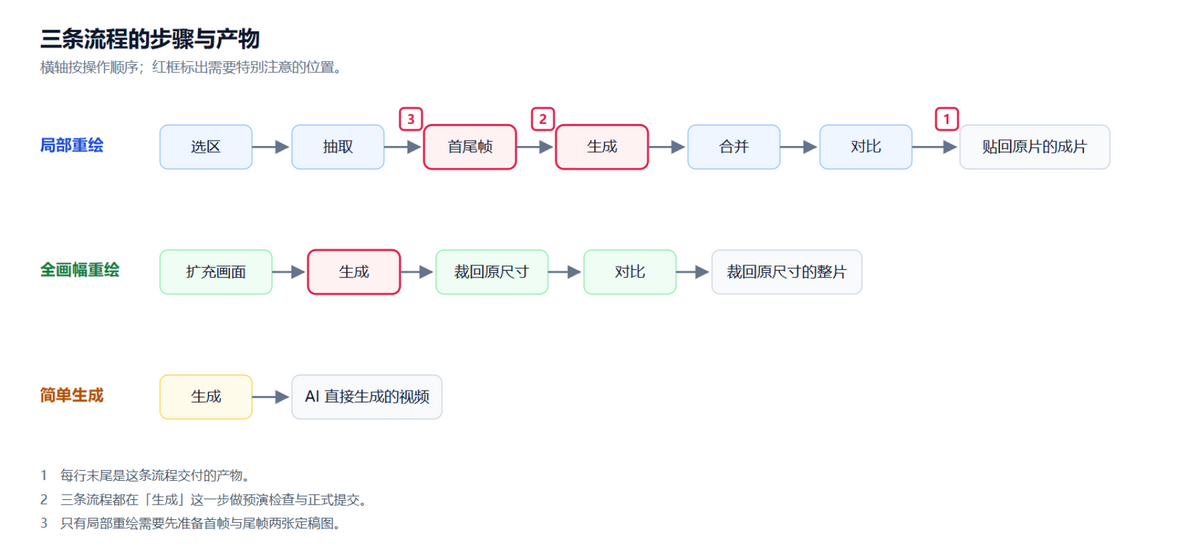 三条流程的步骤与产物
横轴按操作顺序；红框标出需要特别注意的位置。
3
2
1
局部重绘
选区
抽取
首尾帧
生成
合并
对比
贴回原片的成片
全画幅重绘
扩充画面
生成
裁回原尺寸
对比
裁回原尺寸的整片
简单生成
生成
AI 直接生成的视频
1 每行末尾是这条流程交付的产物。
2 三条流程都在「生成」这一步做预演检查与正式提交。
3 只有局部重绘需要先准备首帧与尾帧两张定稿图。